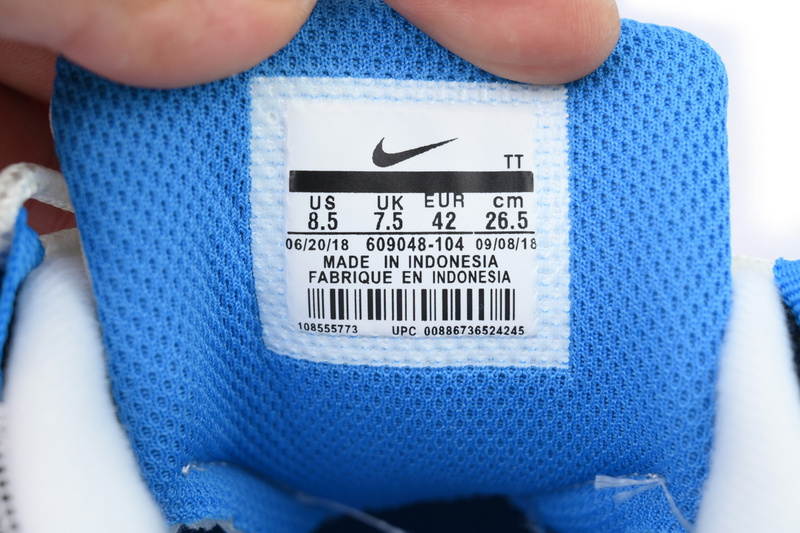 TT
US UK EUR cm
8.5 7.5 42 26.5
06/20/18 609048-104 09/08/18
MADE IN INDONESIA
FABRIQUE EN INDONESIA
108555773 UPC 00886736524245